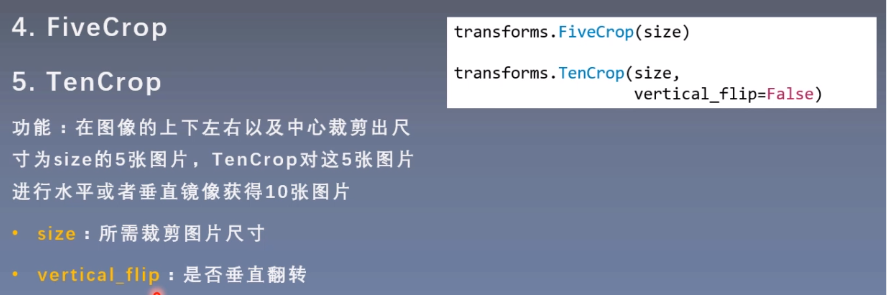 4. FiveCrop
5. TenCrop
功能：在图像的上下左右以及中心裁剪出尺
寸为size的5张图片，TenCrop对这5张图片
进行水平或者垂直镜像获得10张图片
• size：所需裁剪图片尺寸
• vertical_flip：是否垂直翻转
transforms.FiveCrop(size)
transforms.TenCrop(size,
vertical_flip=False)